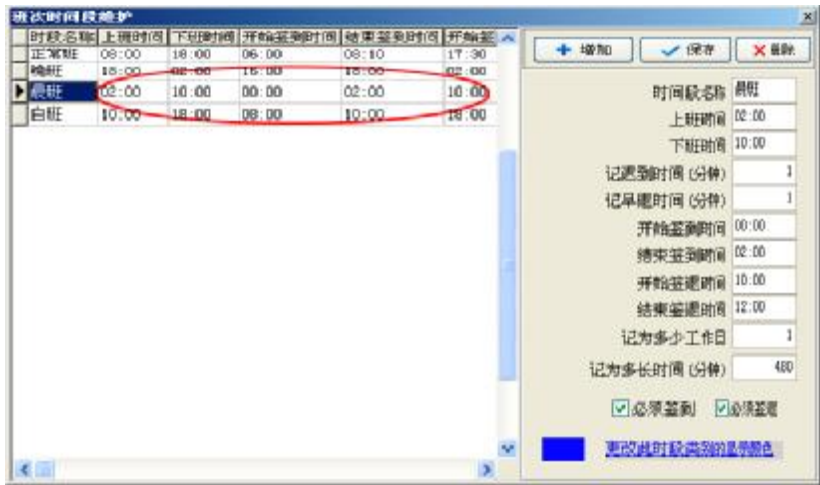 班次时间段维护
时段名称 上班时间 下班时间 开始签到时间 结束签到时间 开始签
正常班 08:00 18:00 06:00 08:10 17:30
晚班 18:00 02:00 16:00 18:00 02:00
晨班 02:00 10:00 00:00 02:00 10:00
白班 10:00 18:00 08:00 10:00 18:00
增加 保存 删除
时间段名称 晨班
上班时间 02:00
下班时间 10:00
记迟到时间(分钟) 1
记早退时间(分钟) 1
开始签到时间 00:00
结束签到时间 02:00
开始签退时间 10:00
结束签退时间 12:00
记为多少工作日 1
记为多长时间(分钟) 480
必须签到 必须签退
更改此时段类别的显示颜色